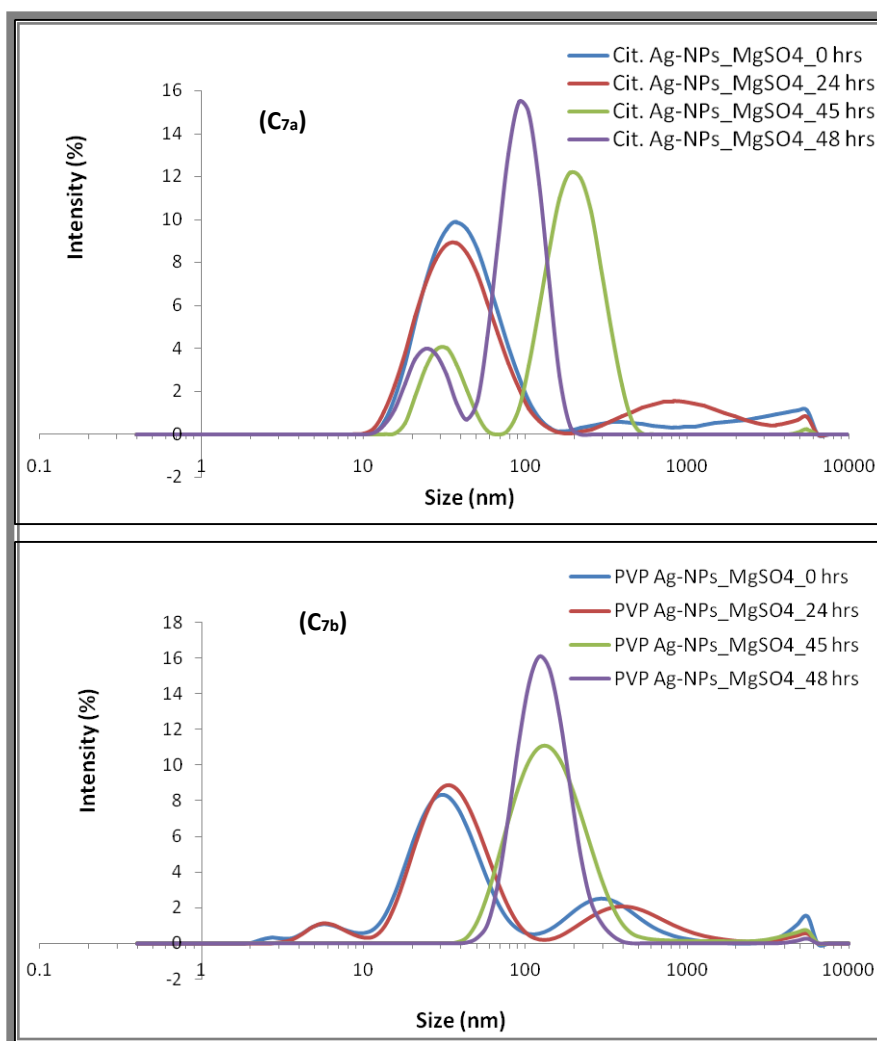 Cit. Ag-NPs_MgSO4_0 hrs
Cit. Ag-NPs_MgSO4_24 hrs
Cit. Ag-NPs_MgSO4_45 hrs
Cit. Ag-NPs_MgSO4_48 hrs
(C7a)
Intensity (%)
16
14
12
10
8
6
4
2
0
-2
0.1 1 10 100 1000 10000
Size (nm)
PVP Ag-NPs_MgSO4_0 hrs
PVP Ag-NPs_MgSO4_24 hrs
PVP Ag-NPs_MgSO4_45 hrs
PVP Ag-NPs_MgSO4_48 hrs
(C7b)
Intensity (%)
18
16
14
12
10
8
6
4
2
0
-2
0.1 1 10 100 1000 10000
Size (nm)